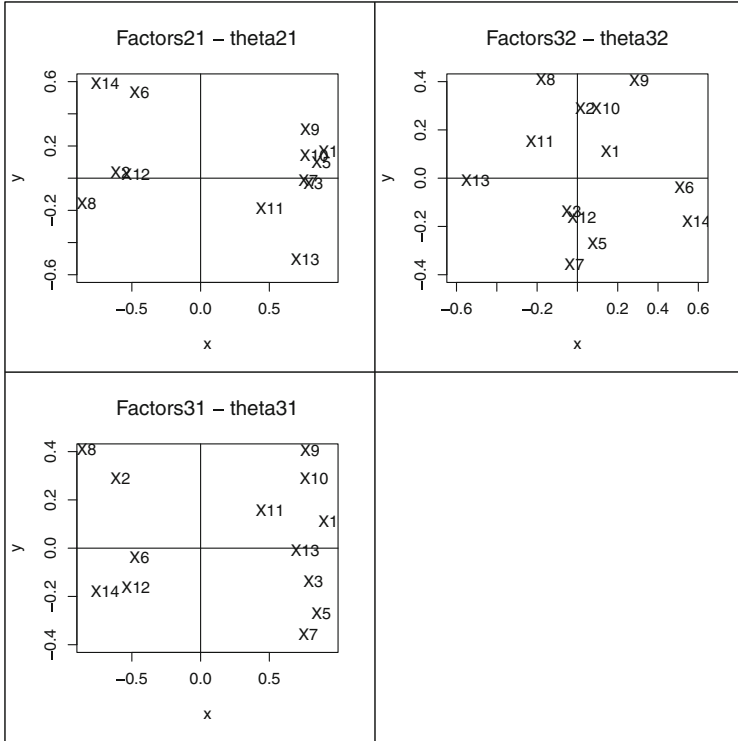 Factors21 – theta21
X14
X6
X9
X1
X10
X5
X2
X12
X7
X3
X8
X11
X13
0.6
0.2
−0.2
−0.6
y
−0.5
0.0
0.5
x
Factors32 – theta32
X8
X9
X2
X10
X11
X1
X13
X6
X3
X12
X14
X5
X7
0.4
0.2
0.0
−0.2
−0.4
y
−0.6
−0.2
0.2
0.4
0.6
x
Factors31 – theta31
X8
X9
X2
X10
X11
X1
X13
X6
X3
X12
X14
X5
X7
0.4
0.2
0.0
−0.2
−0.4
y
−0.5
0.0
0.5
x